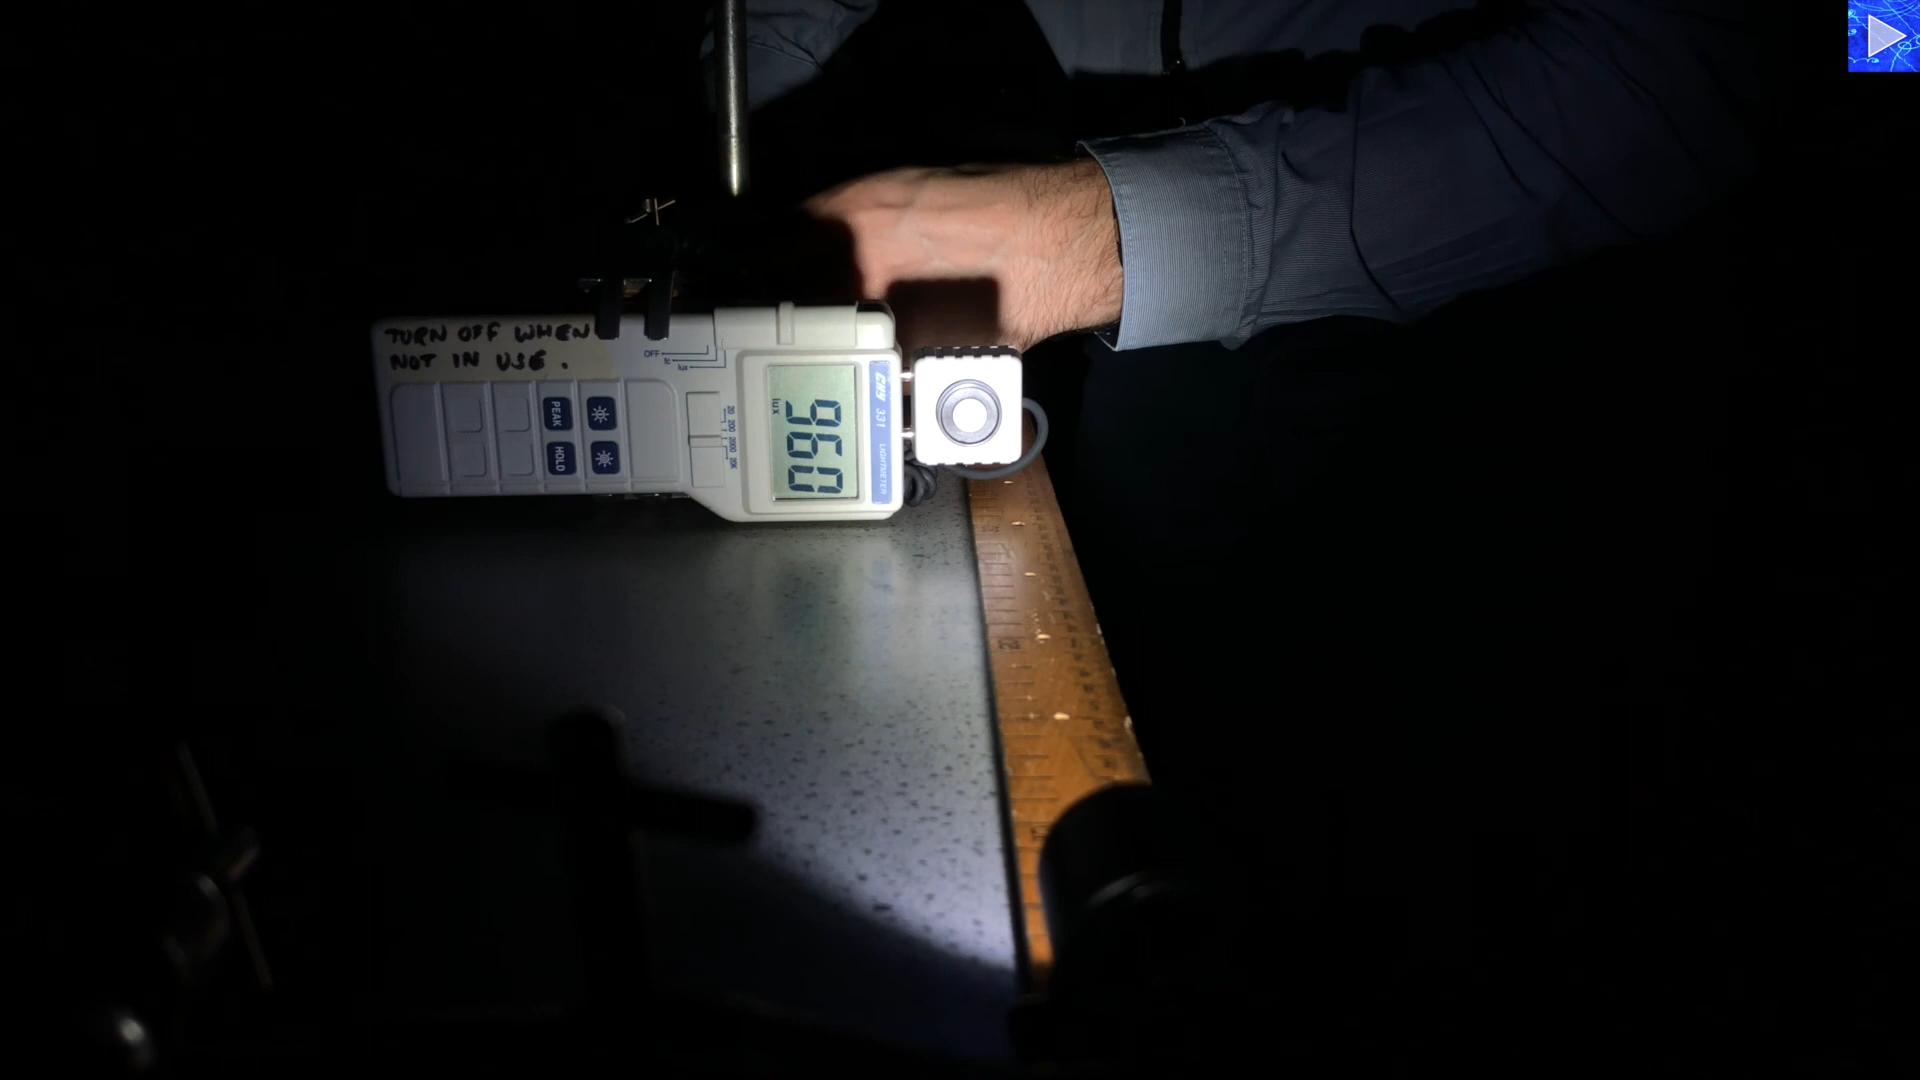 TURN OFF WHEN
NOT IN USE.
OFF
fc
lux
PEAK
HOLD
20 200 2000 20K
lux
960
CHY 331 LIGHTMETER